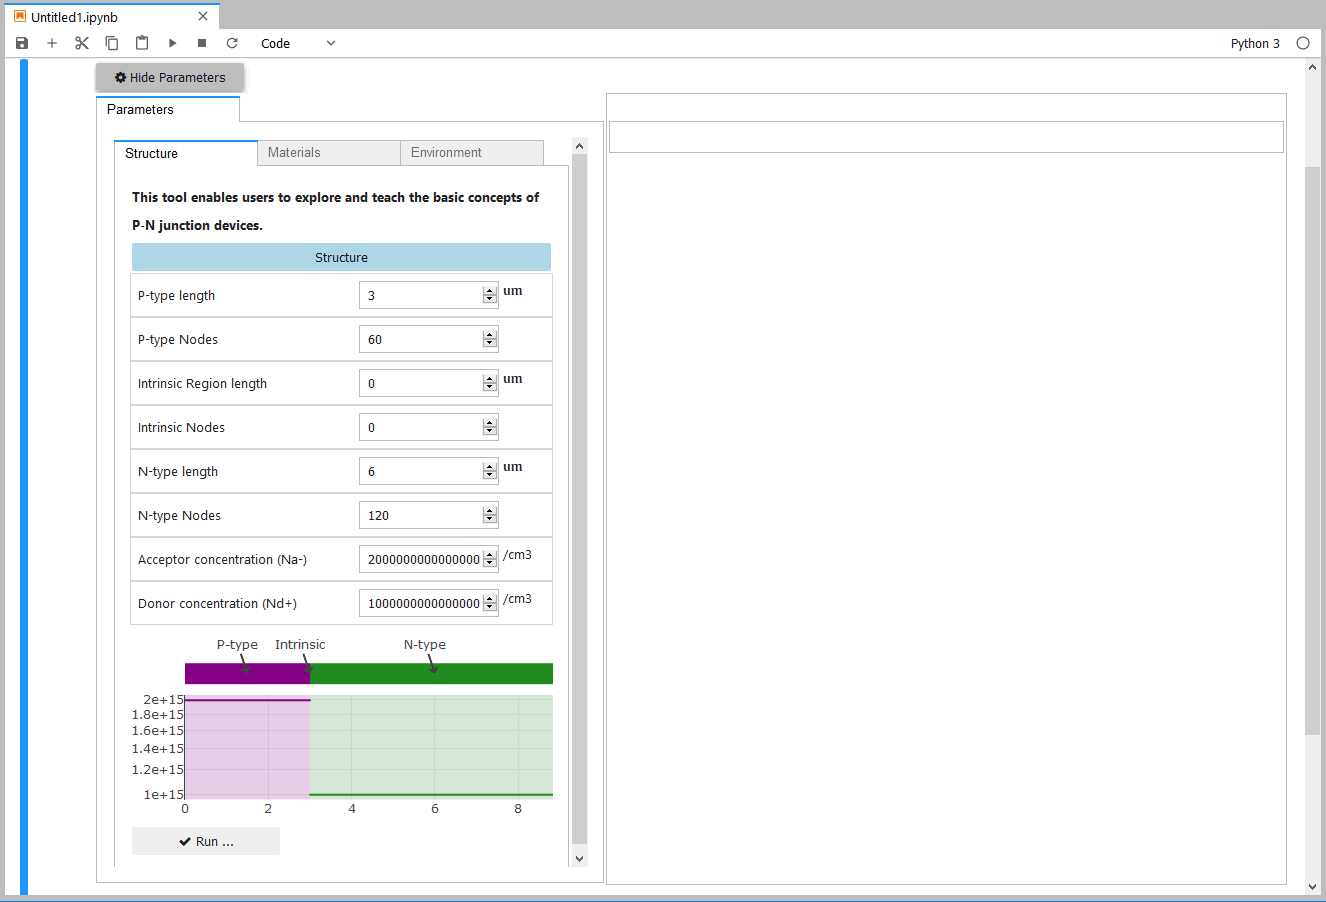 Untitled1.ipynb
Code
Python 3
Hide Parameters
Parameters
Structure Materials Environment
This tool enables users to explore and teach the basic concepts of
P-N junction devices.
Structure
P-type length 3 um
P-type Nodes 60
Intrinsic Region length 0 um
Intrinsic Nodes 0
N-type length 6 um
N-type Nodes 120
Acceptor concentration (Na-) 2000000000000000 /cm3
Donor concentration (Nd+) 1000000000000000 /cm3
P-type Intrinsic N-type
2e+15
1.8e+15
1.6e+15
1.4e+15
1.2e+15
1e+15
0 2 4 6 8
Run ...